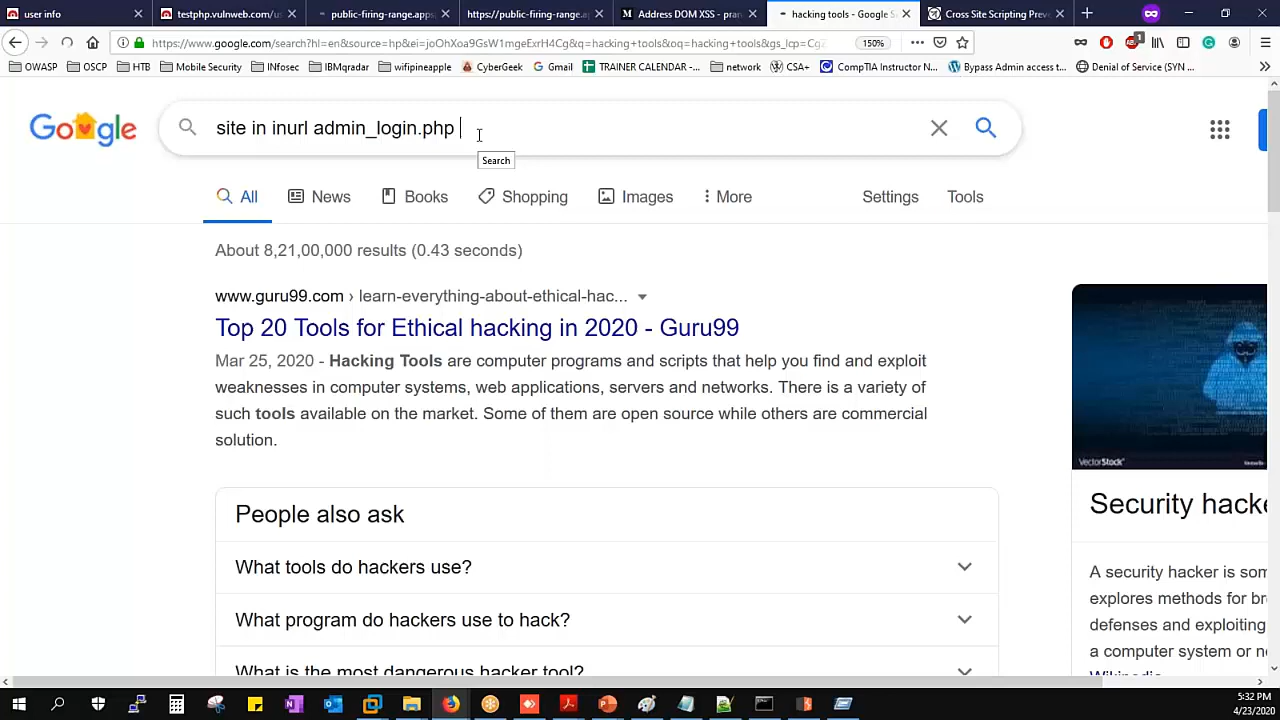 user info
testphp.vulnweb.com/us
public-firing-range.apps
https://public-firing-range.ap
Address DOM XSS - pran
hacking tools - Google S
Cross Site Scripting Preve
https://www.google.com/search?hl=en&source=hp&ei=joOhXoa9GsW1mgeExrH4Cg&q=hacking+tools&oq=hacking+tools&gs_lcp=Cg
150%
1
OWASP
OSCP
HTB
Mobile Security
INfosec
IBMqradar
wifipineapple
CyberGeek
Gmail
TRAINER CALENDAR -...
network
CSA+
CompTIA Instructor N...
Bypass Admin access t...
Denial of Service (SYN ...
Google
site in inurl admin_login.php
Search
All
News
Books
Shopping
Images
More
Settings
Tools
About 8,21,00,000 results (0.43 seconds)
www.guru99.com › learn-everything-about-ethical-hac...
Top 20 Tools for Ethical hacking in 2020 - Guru99
Mar 25, 2020 - Hacking Tools are computer programs and scripts that help you find and exploit
weaknesses in computer systems, web applications, servers and networks. There is a variety of
such tools available on the market. Some of them are open source while others are commercial
solution.
People also ask
What tools do hackers use?
What program do hackers use to hack?
What is the most dangerous hacker tool?
VectorStock
Security hacke
A security hacker is som
explores methods for br
defenses and exploiting
a computer system or ne
Wikipedia
5:32 PM
4/23/2020